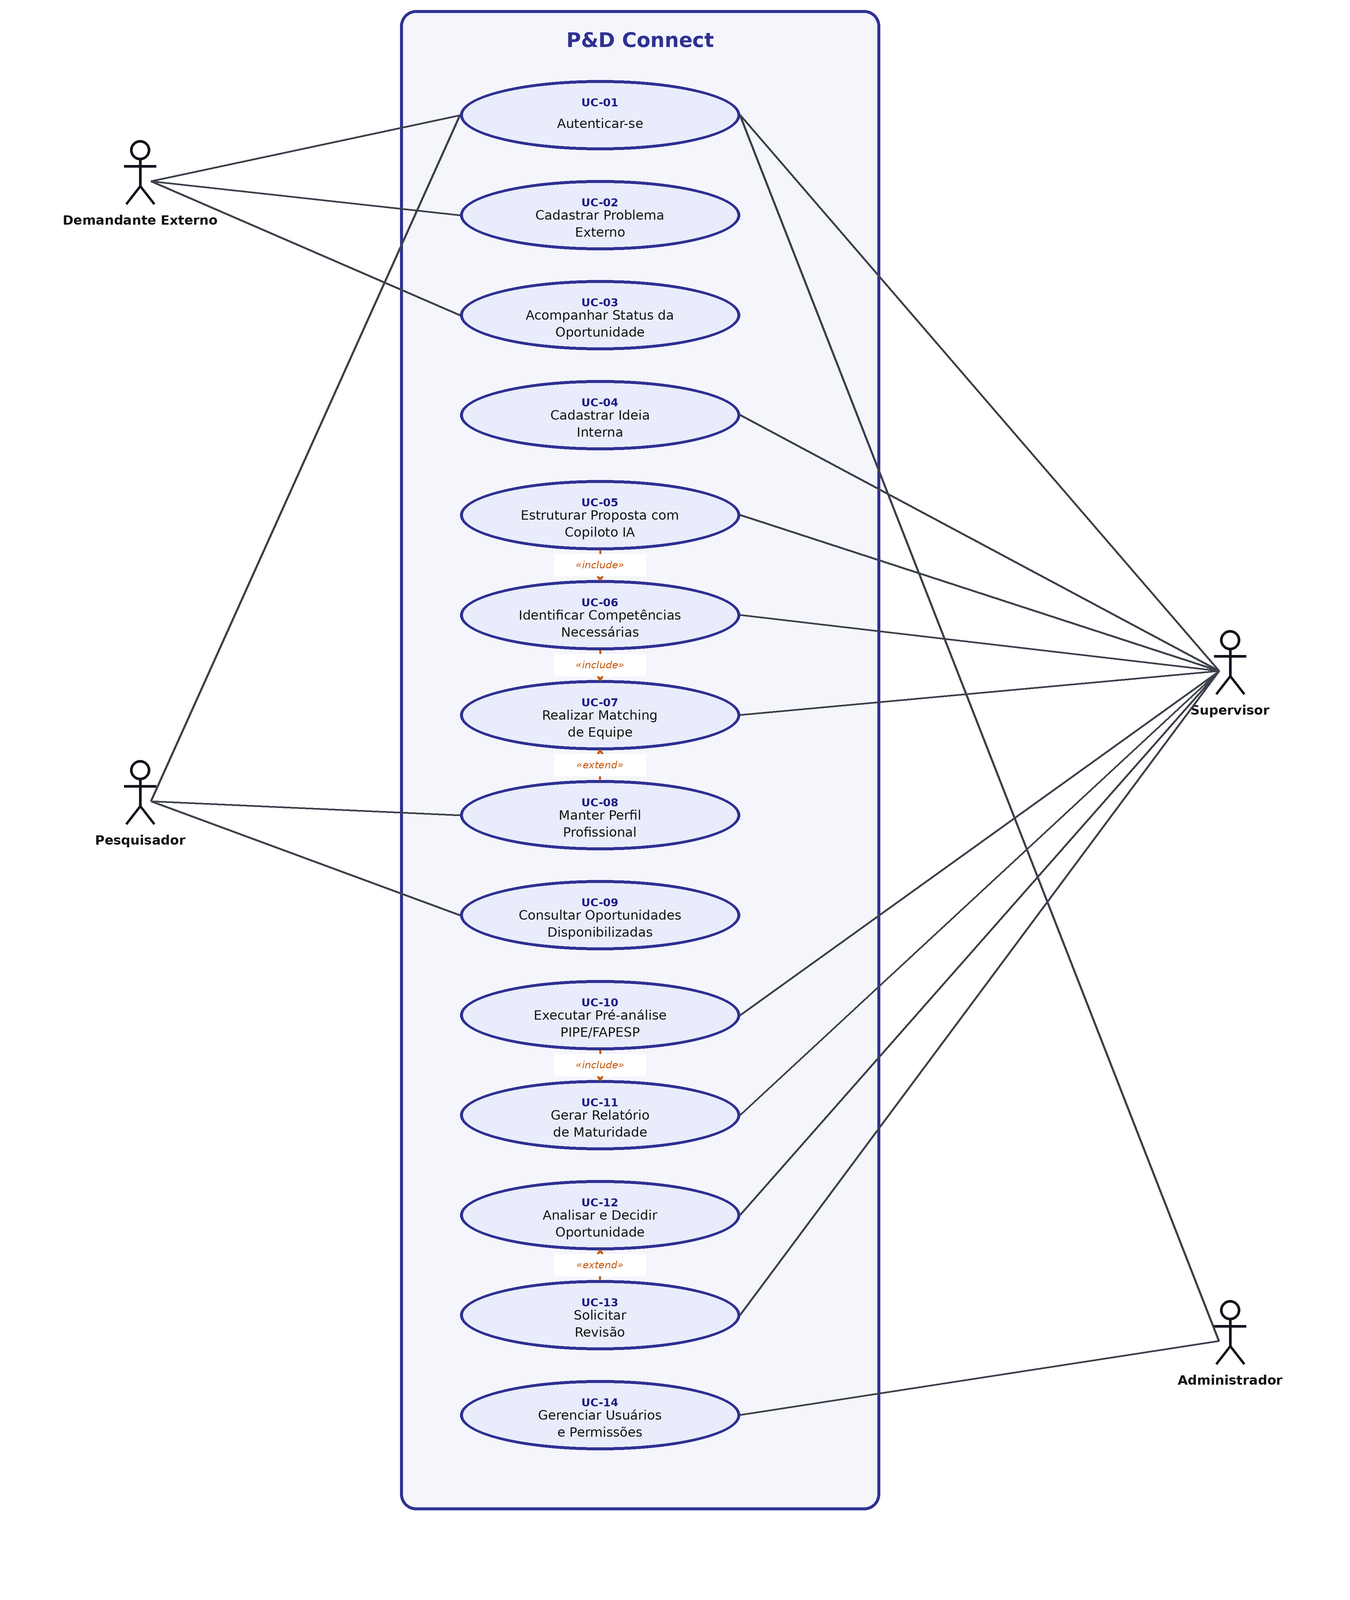 P&D Connect
UC-01
Autenticar-se
Demandante Externo
UC-02
Cadastrar Problema
Externo
UC-03
Acompanhar Status da
Oportunidade
UC-04
Cadastrar Ideia
Interna
UC-05
Estruturar Proposta com
Copiloto IA
«include»
UC-06
Identificar Competências
Necessárias
«include»
UC-07
Realizar Matching
de Equipe
Supervisor
«extend»
UC-08
Manter Perfil
Profissional
Pesquisador
UC-09
Consultar Oportunidades
Disponibilizadas
UC-10
Executar Pré-análise
PIPE/FAPESP
«include»
UC-11
Gerar Relatório
de Maturidade
UC-12
Analisar e Decidir
Oportunidade
«extend»
UC-13
Solicitar
Revisão
Administrador
UC-14
Gerenciar Usuários
e Permissões